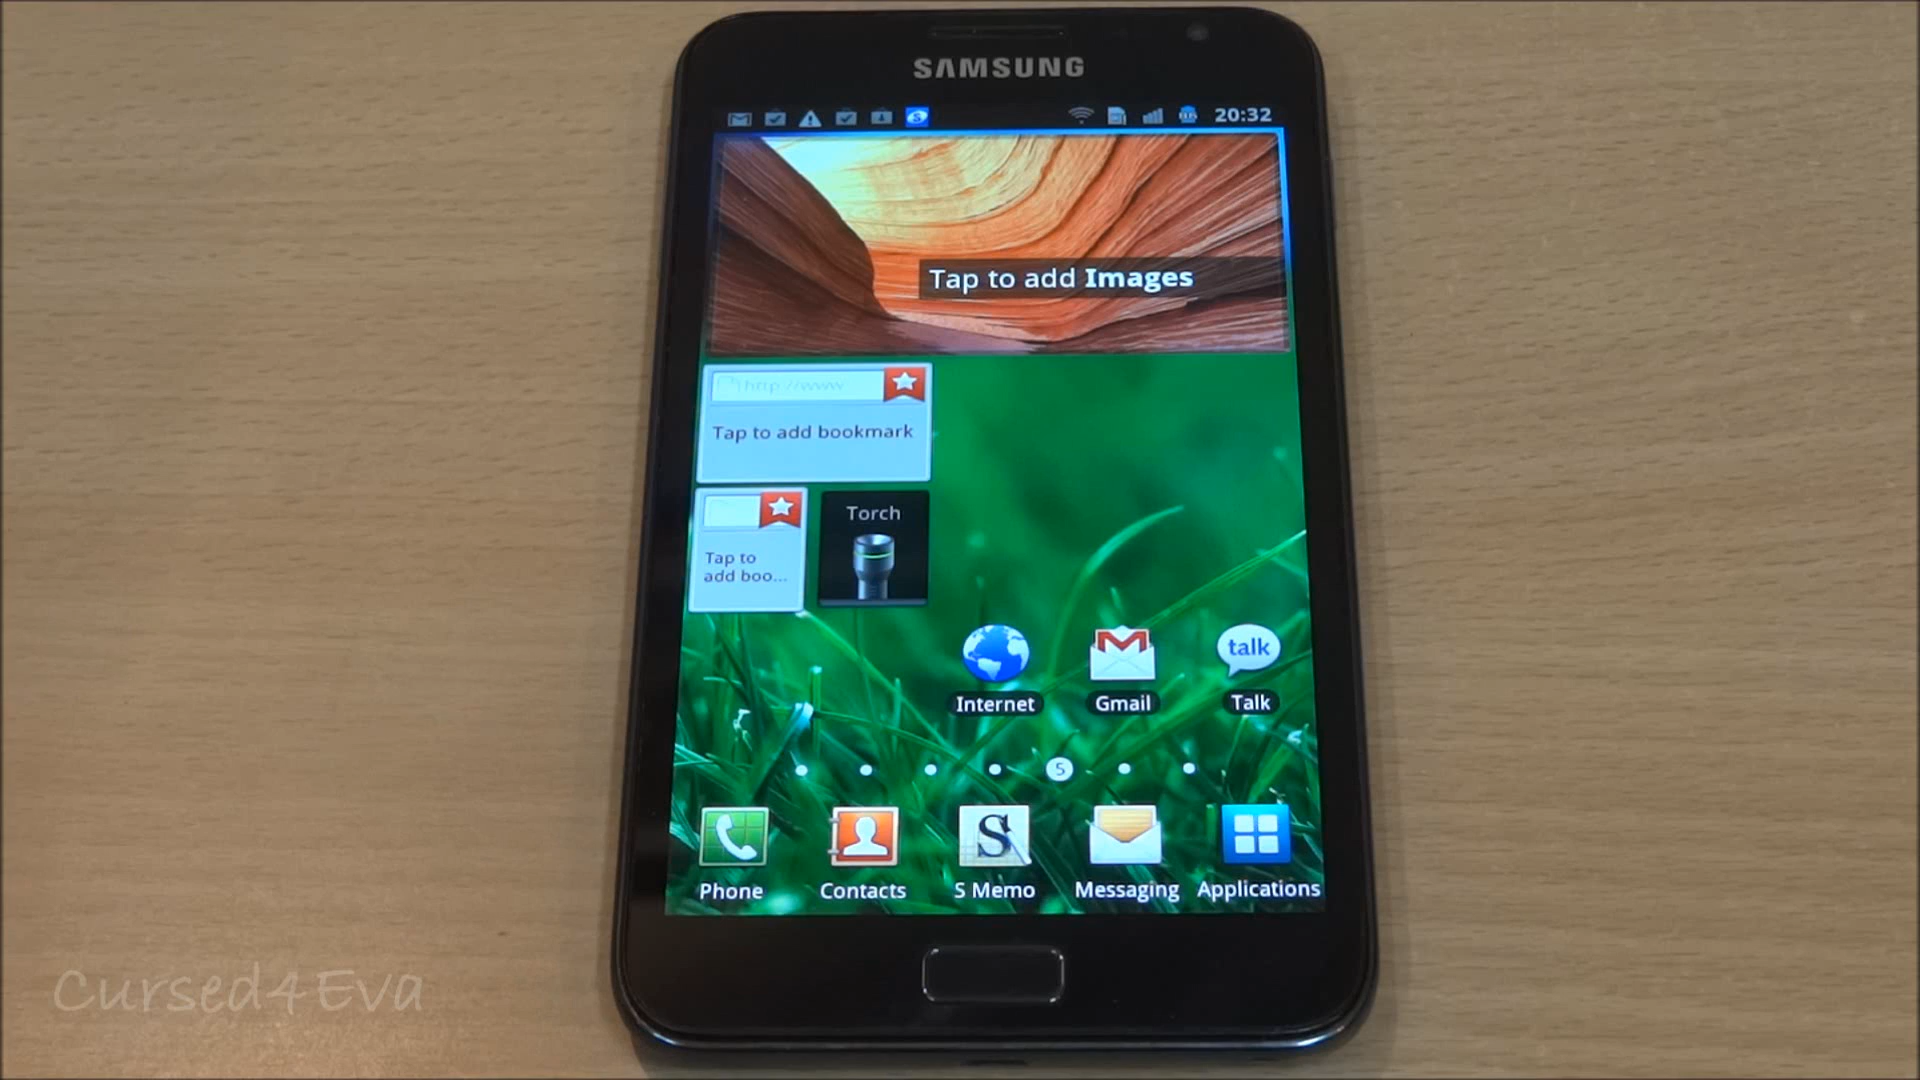 SAMSUNG
20:32
Tap to add Images
http://www
Tap to add bookmark
Torch
Tap to
add boo...
talk
Internet
Gmail
Talk
5
S
Phone
Contacts
S Memo
Messaging
Applications
Cursed4Eva